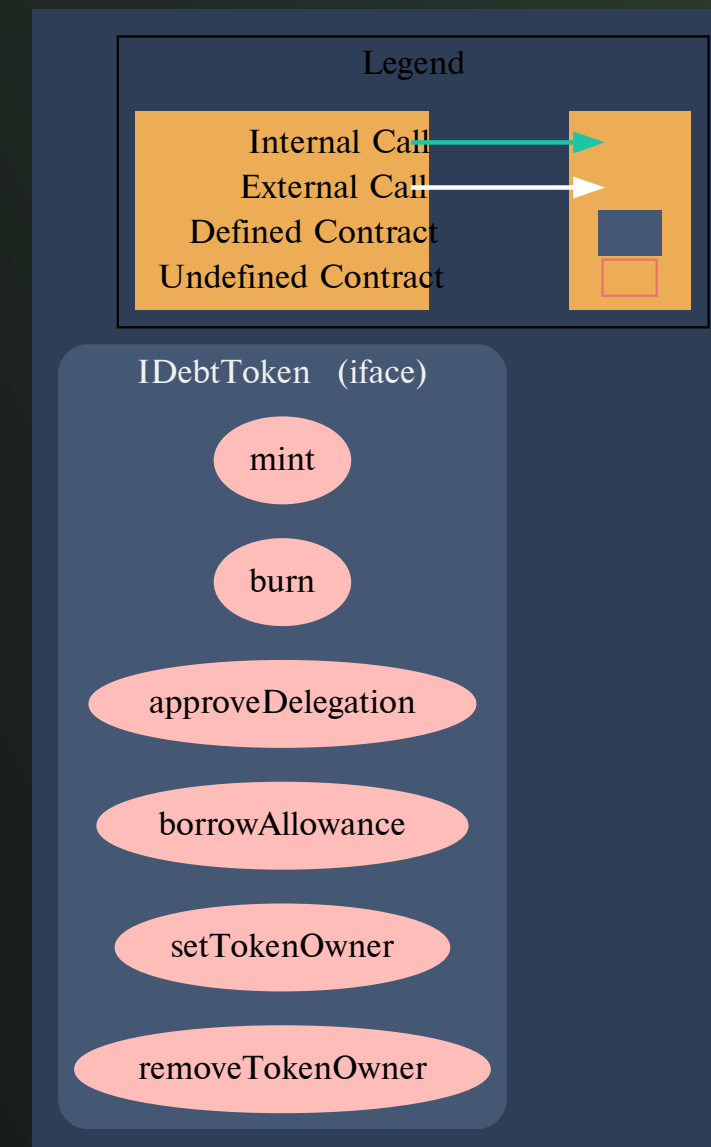 Legend
Internal Call
External Call
Defined Contract
Undefined Contract
IDebtToken (iface)
mint
burn
approveDelegation
borrowAllowance
setTokenOwner
removeTokenOwner